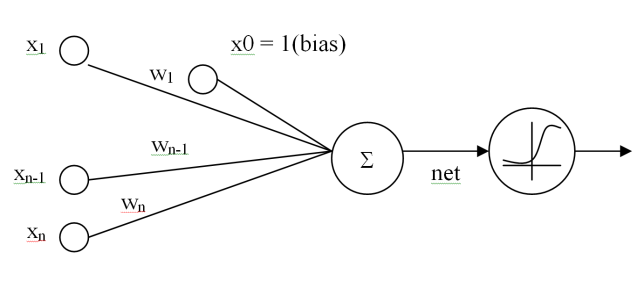 x1
x0 = 1(bias)
w1
wn-1
xn-1
wn
xn
Σ
net